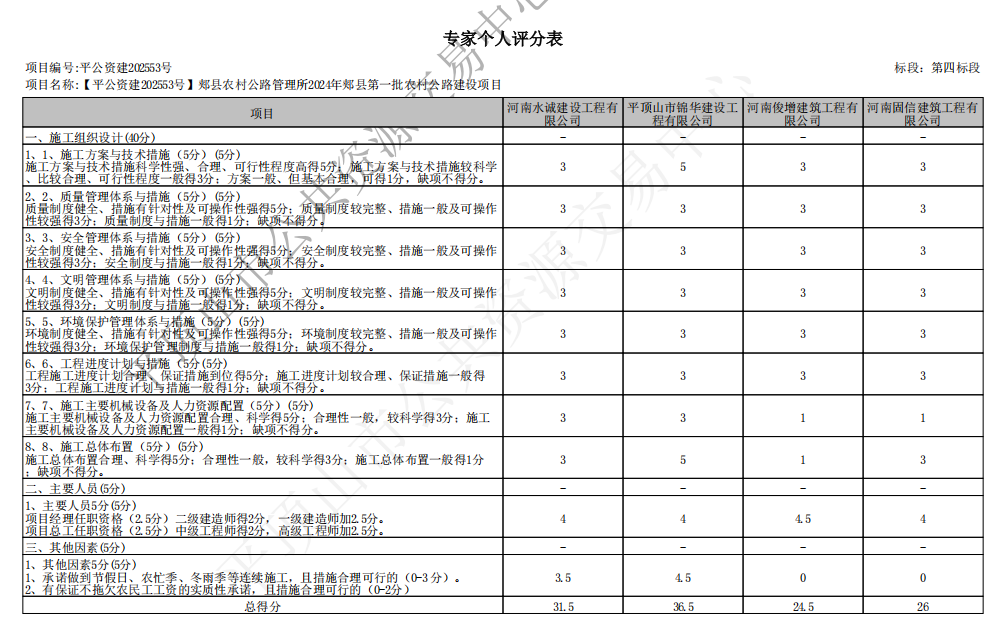 专家个人评分表
项目编号:平公资建202553号
标段: 第四标段
项目名称:【平公资建202553号】郏县农村公路管理所2024年郏县第一批农村公路建设项目
项目 河南水诚建设工程有限公司 平顶山市锦华建设工程有限公司 河南俊增建筑工程有限公司 河南固信建筑工程有限公司
一、施工组织设计(40分) - - - -
1、1、施工方案与技术措施（5分）(5分)
施工方案与技术措施科学性强、合理、可行性程度高得5分; 施工方案与技术措施较科学
、比较合理、可行性程度一般得3分; 方案一般、但基本合理,可得1分, 缺项不得分。
3 5 3 3
2、2、质量管理体系与措施（5分）(5分)
质量制度健全、措施有针对性及可操作性强得5分; 质量制度较完整、措施一般及可操作
性较强得3分; 质量制度与措施一般得1分; 缺项不得分。
3 3 3 3
3、3、安全管理体系与措施（5分）(5分)
安全制度健全、措施有针对性及可操作性强得5分; 安全制度较完整、措施一般及可操作
性较强得3分; 安全制度与措施一般得1分; 缺项不得分。
3 3 3 3
4、4、文明管理体系与措施（5分）(5分)
文明制度健全、措施有针对性及可操作性强得5分; 文明制度较完整、措施一般及可操作
性较强得3分; 文明制度与措施一般得1分; 缺项不得分。
3 3 3 3
5、5、环境保护管理体系与措施（5分）(5分)
环境制度健全、措施有针对性及可操作性强得5分; 环境制度较完整、措施一般及可操作
性较强得3分; 环境保护管理制度与措施一般得1分; 缺项不得分。
3 3 3 3
6、6、工程进度计划与措施（5分(5分)
工程施工进度计划合理、保证措施到位得5分; 施工进度计划较合理、保证措施一般得
3分; 工程施工进度计划与措施一般得1分; 缺项不得分。
3 3 3 3
7、7、施工主要机械设备及人力资源配置（5分）(5分)
施工主要机械设备及人力资源配置合理、科学得5分; 合理性一般, 较科学得3分; 施工
主要机械设备及人力资源配置一般得1分; 缺项不得分。
3 3 1 1
8、8、施工总体布置（5分）(5分)
施工总体布置合理、科学得5分; 合理性一般, 较科学得3分; 施工总体布置一般得1分
; 缺项不得分。
3 5 1 3
二、主要人员(5分) - - - -
1、主要人员5分(5分)
项目经理任职资格（2.5分）二级建造师得2分, 一级建造师加2.5分。
项目总工任职资格（2.5分）中级工程师得2分, 高级工程师加2.5分。
4 4 4.5 4
三、其他因素(5分) - - - -
1、其他因素5分(5分)
1、承诺做到节假日、农忙季、冬雨季等连续施工, 且措施合理可行的（0-3分）。
2、有保证不拖欠农民工工资的实质性承诺, 且措施合理可行的（0-2分）
3.5 4.5 0 0
总得分 31.5 36.5 24.5 26
平顶山市公共资源交易中心
平顶山市公共资源交易中心